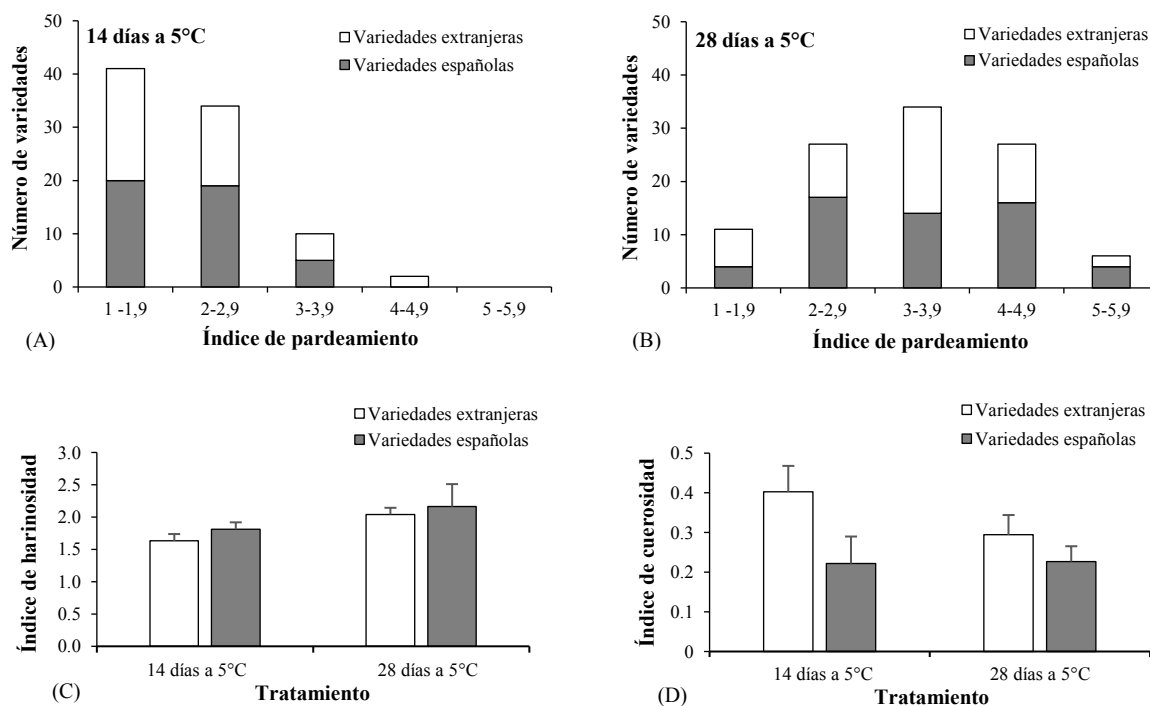 14 días a 5°C
Variedades extranjeras
Variedades españolas
Número de variedades
50
40
30
20
10
0
1 -1,9 2-2,9 3-3,9 4-4,9 5 -5,9
Índice de pardeamiento
(A)
28 días a 5°C
Variedades extranjeras
Variedades españolas
Número de variedades
50
40
30
20
10
0
1 -1,9 2-2,9 3-3,9 4-4,9 5-5,9
Índice de pardeamiento
(B)
Variedades extranjeras
Variedades españolas
Índice de harinosidad
3.0
2.5
2.0
1.5
1.0
0.5
0.0
14 días a 5°C 28 días a 5°C
Tratamiento
(C)
Variedades extranjeras
Variedades españolas
Índice de cuerosidad
0.5
0.4
0.3
0.2
0.1
0
14 días a 5°C 28 días a 5°C
Tratamiento
(D)